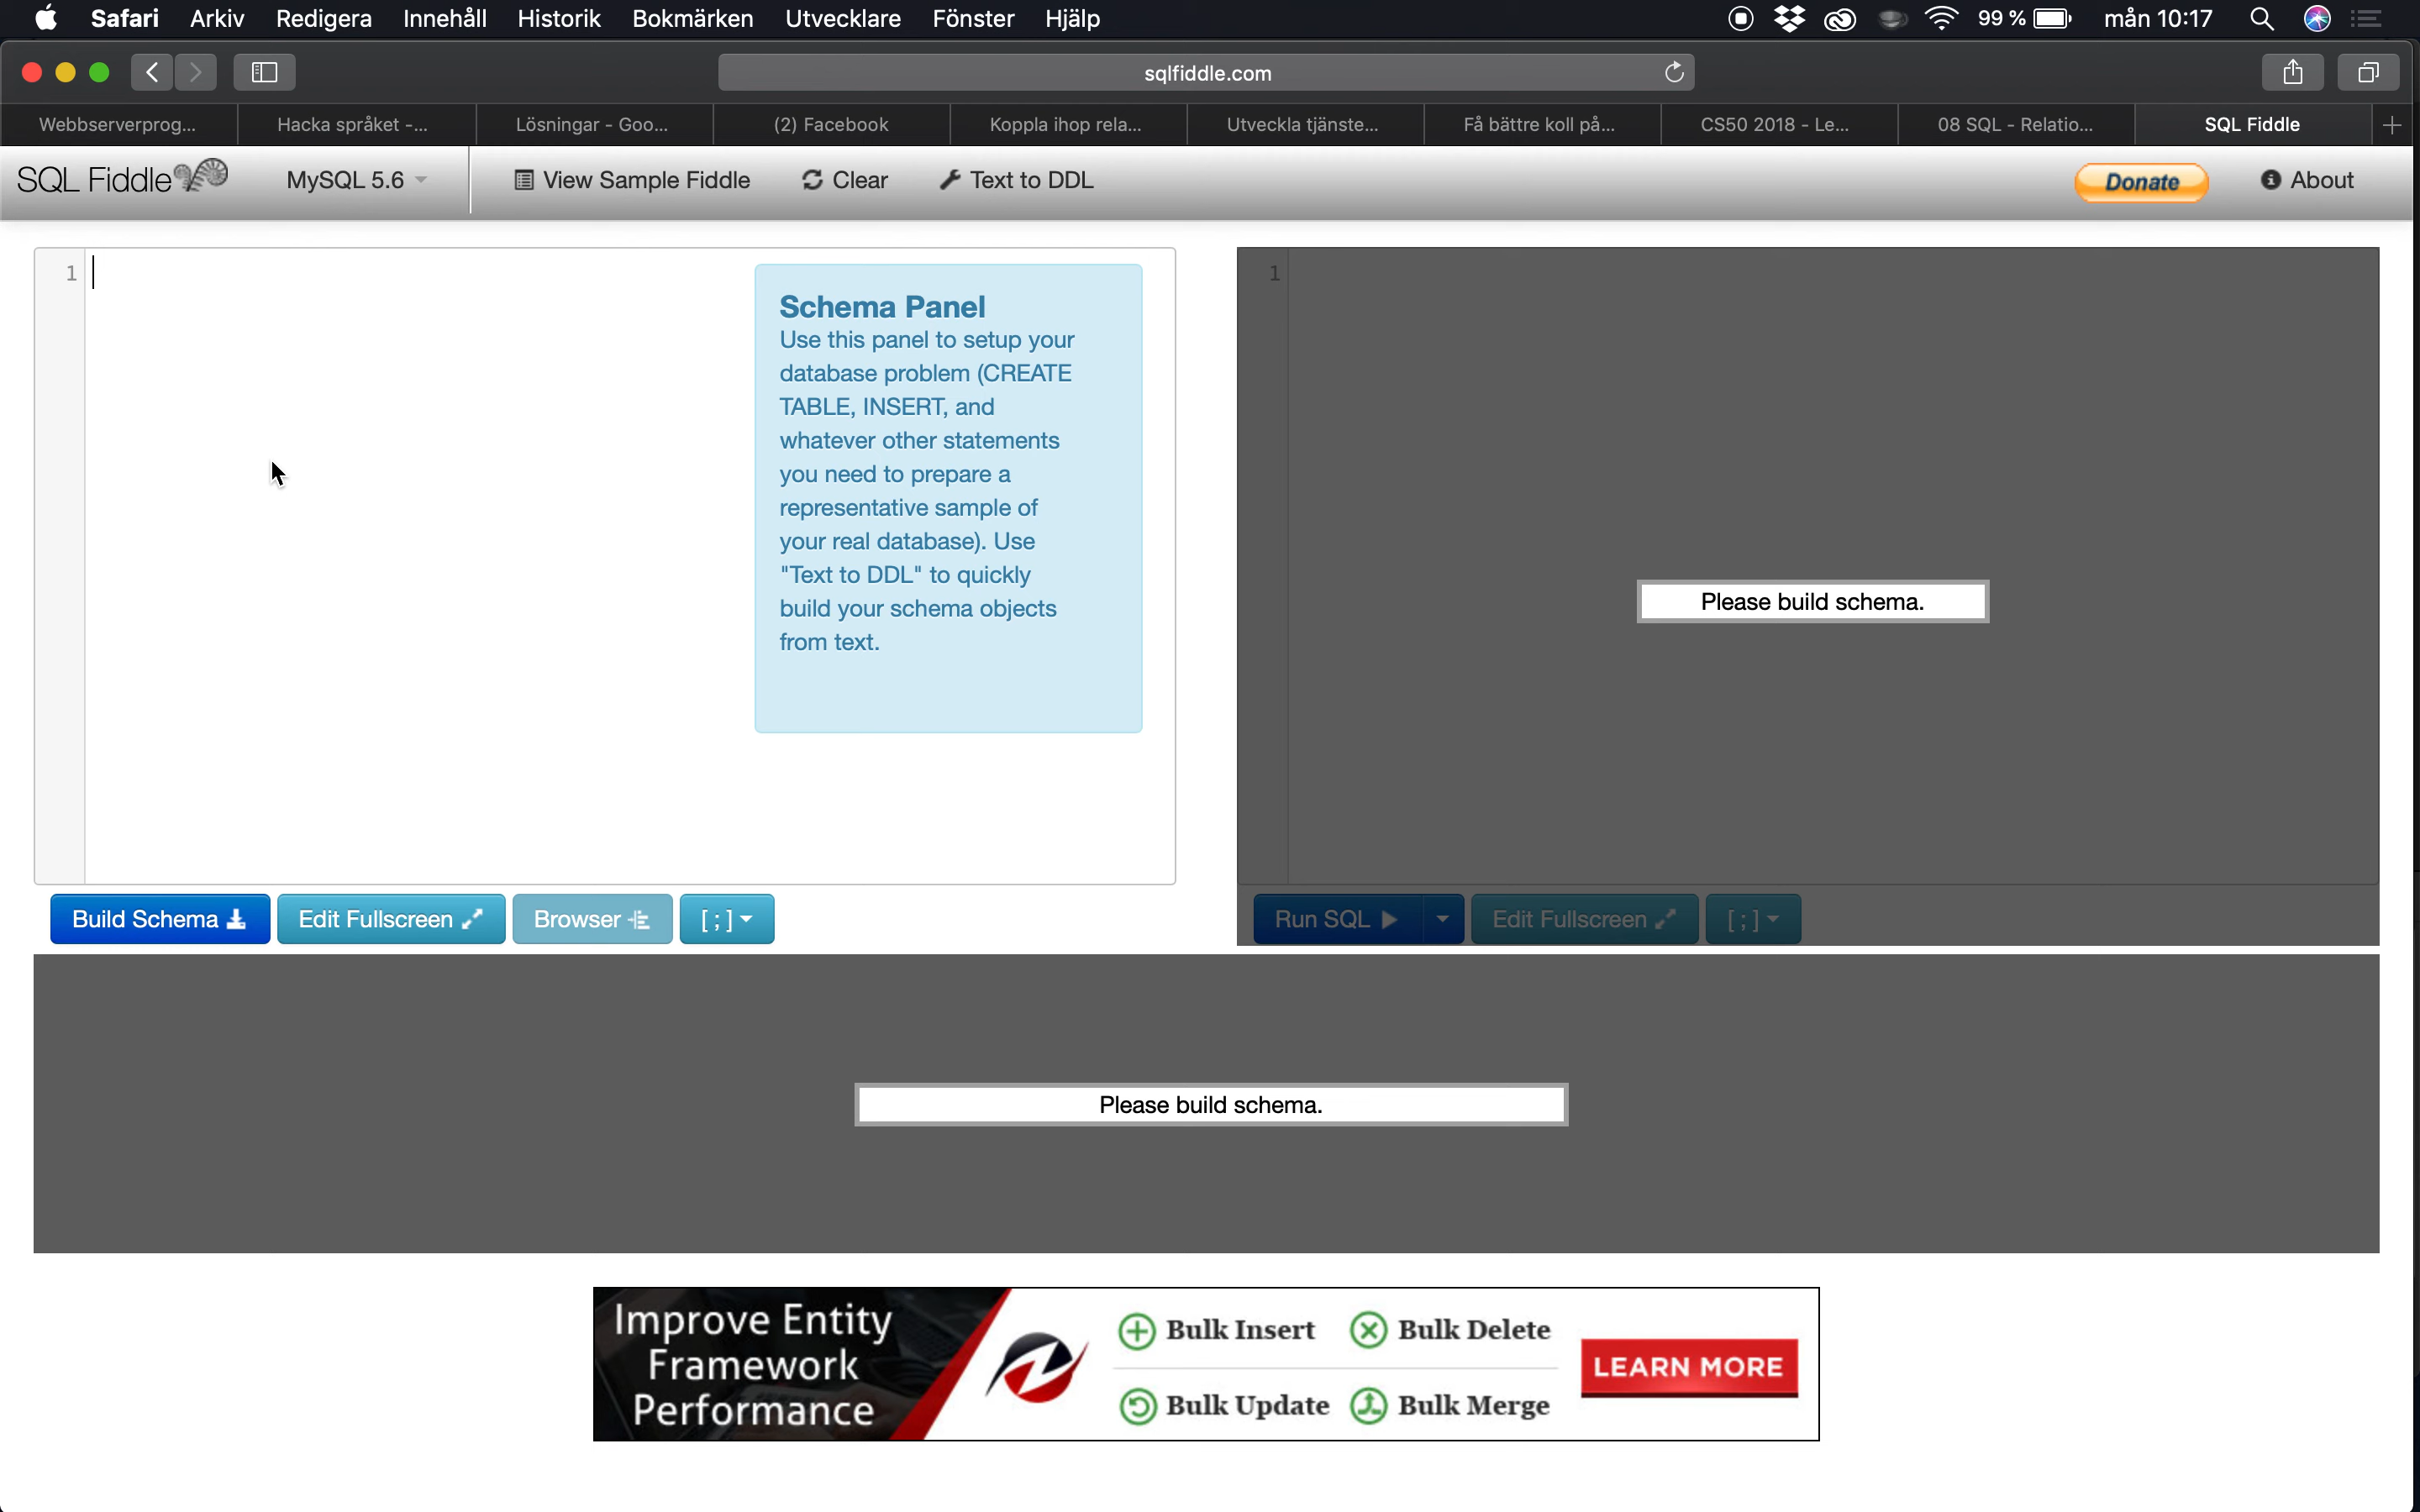 Safari Arkiv Redigera Innehåll Historik Bokmärken Utvecklare Fönster Hjälp 99 % mån 10:17
sqlfiddle.com
Webbserverprog... Hacka språket -... Lösningar - Goo... (2) Facebook Koppla ihop rela... Utveckla tjänste... Få bättre koll på... CS50 2018 - Le... 08 SQL - Relatio... SQL Fiddle
SQL Fiddle MySQL 5.6 View Sample Fiddle Clear Text to DDL Donate About
1
Schema Panel
Use this panel to setup your
database problem (CREATE
TABLE, INSERT, and
whatever other statements
you need to prepare a
representative sample of
your real database). Use
"Text to DDL" to quickly
build your schema objects
from text.
1
Please build schema.
Build Schema Edit Fullscreen Browser [ ; ]
Run SQL Edit Fullscreen [ ; ]
Please build schema.
Improve Entity
Framework
Performance
Bulk Insert Bulk Delete
Bulk Update Bulk Merge
LEARN MORE